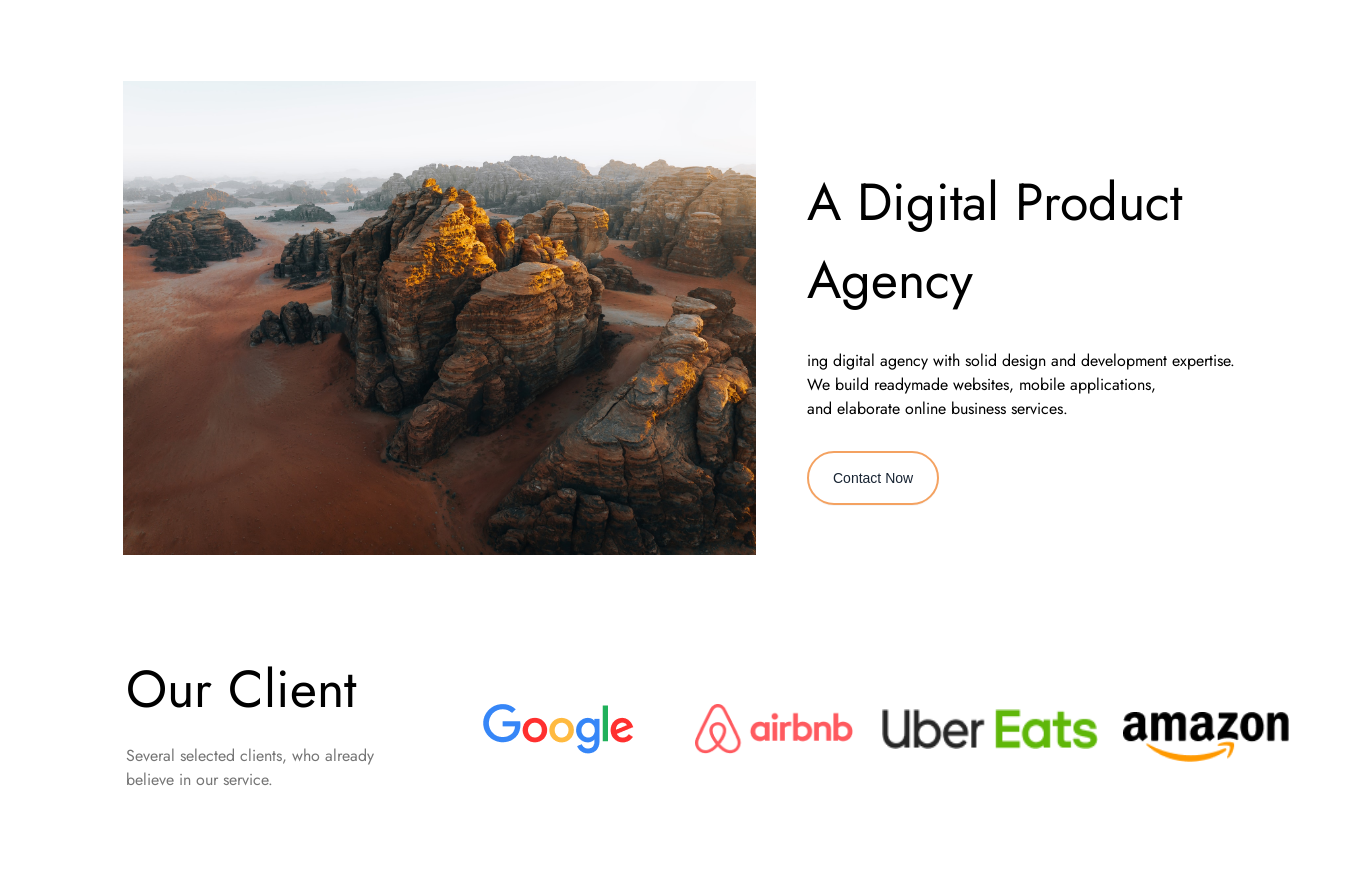 A Digital Product
Agency
ing digital agency with solid design and development expertise.
We build readymade websites, mobile applications,
and elaborate online business services.
Contact Now
Our Client
Several selected clients, who already
believe in our service.
Google
airbnb
Uber Eats
amazon